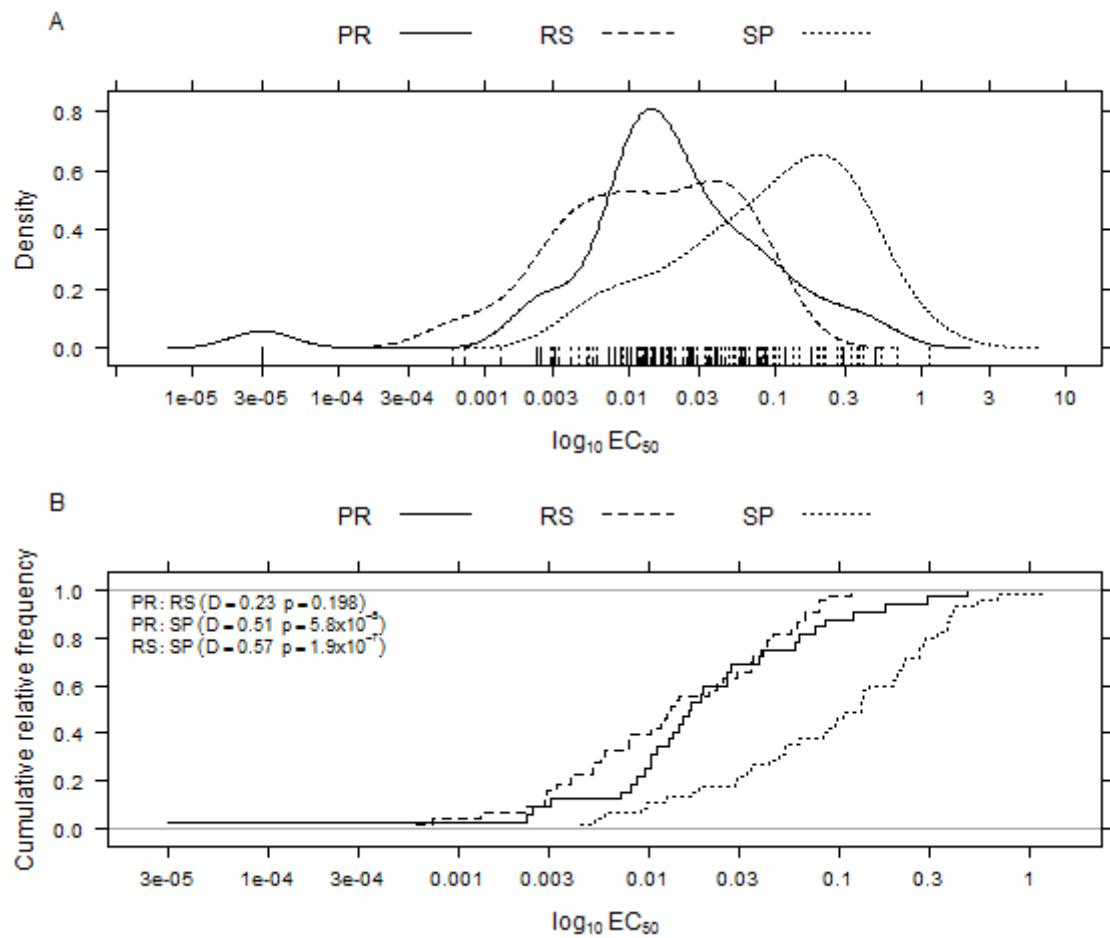 A
PR RS SP
0.8
0.6
0.4
0.2
0.0
Density
1e-05 3e-05 1e-04 3e-04 0.001 0.003 0.01 0.03 0.1 0.3 1 3 10
log₁₀ EC₅₀
B
PR RS SP
1.0
0.8
0.6
0.4
0.2
0.0
Cumulative relative frequency
PR: RS (D=0.23 p=0.198)
PR: SP (D=0.51 p=5.8x10⁻⁵)
RS: SP (D=0.57 p=1.9x10⁻⁷)
3e-05 1e-04 3e-04 0.001 0.003 0.01 0.03 0.1 0.3 1
log₁₀ EC₅₀